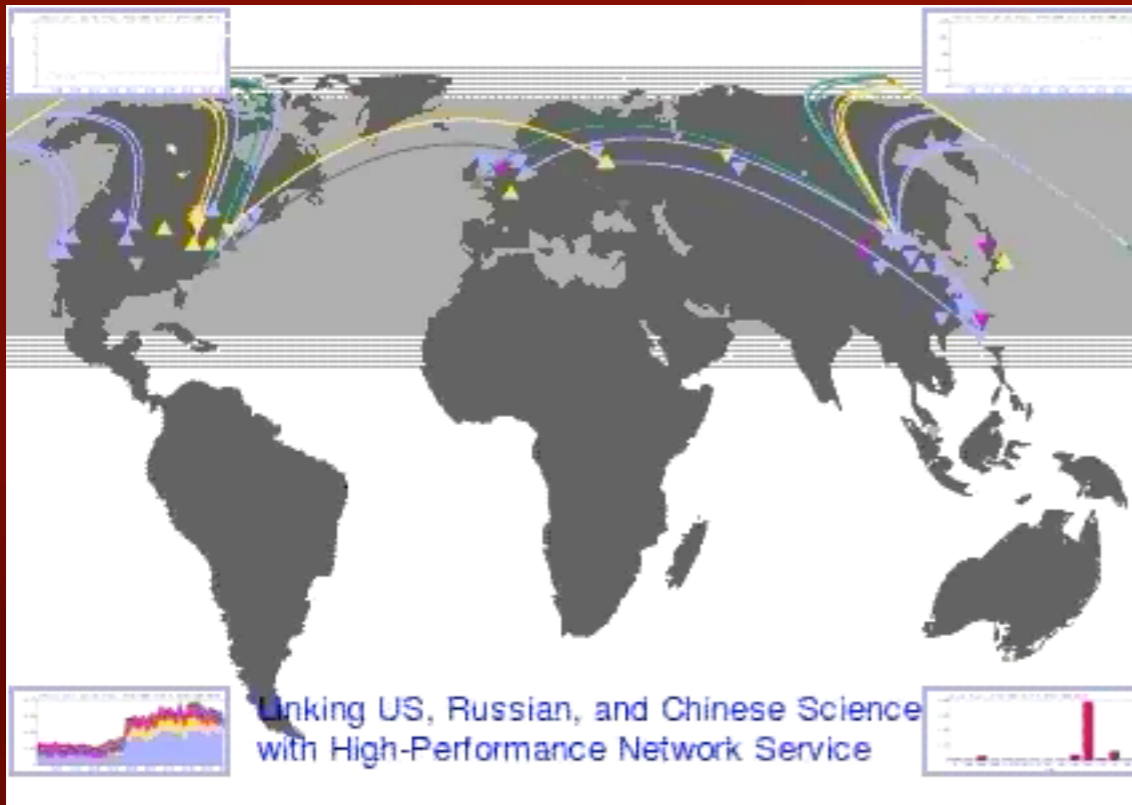 Linking US, Russian, and Chinese Science
with High-Performance Network Service